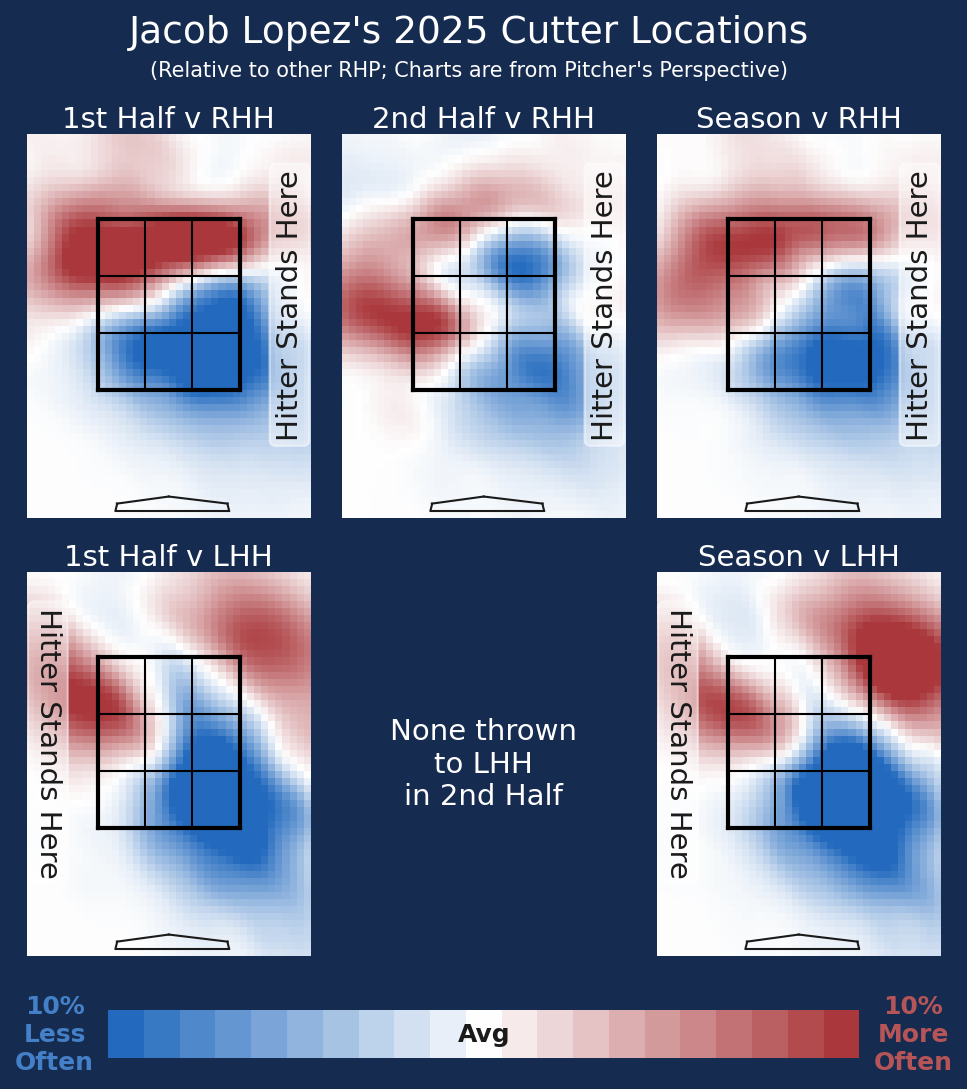 Jacob Lopez's 2025 Cutter Locations
(Relative to other RHP; Charts are from Pitcher's Perspective)
1st Half v RHH
2nd Half v RHH
Season v RHH
Hitter Stands Here
Hitter Stands Here
Hitter Stands Here
1st Half v LHH
Season v LHH
Hitter Stands Here
None thrown
to LHH
in 2nd Half
Hitter Stands Here
10%
Less
Often
Avg
10%
More
Often